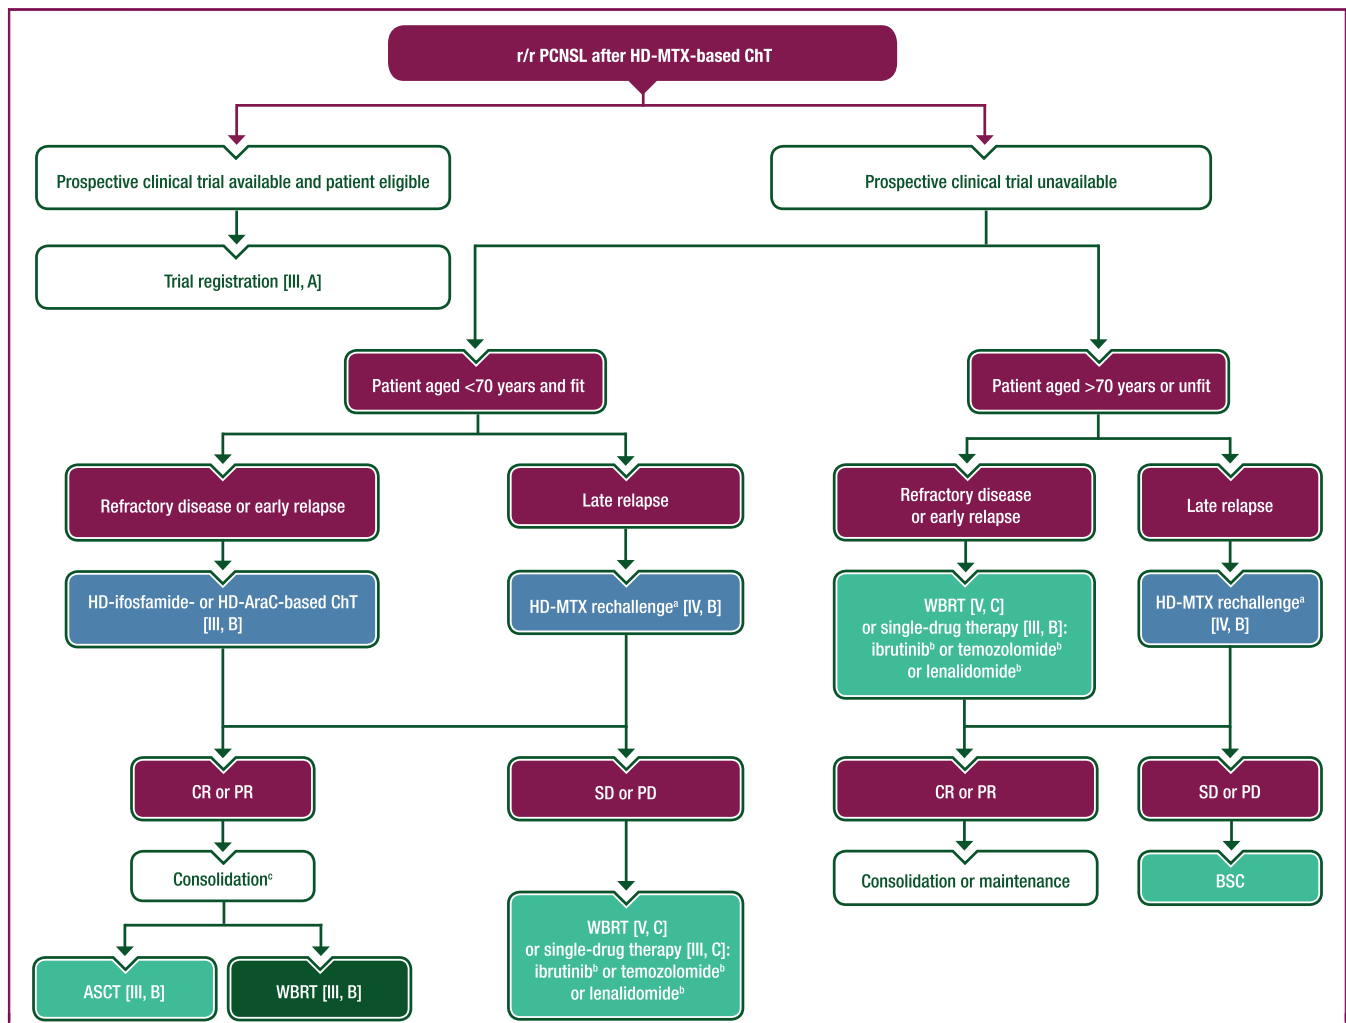 r/r PCNSL after HD-MTX-based ChT
Prospective clinical trial available and patient eligible
Prospective clinical trial unavailable
Trial registration [III, A]
Patient aged <70 years and fit
Patient aged >70 years or unfit
Refractory disease or early relapse
Late relapse
Refractory disease
or early relapse
Late relapse
HD-ifosfamide- or HD-AraC-based ChT
[III, B]
HD-MTX rechallengeᵃ [IV, B]
WBRT [V, C]
or single-drug therapy [III, B]:
ibrutinibᵇ or temozolomideᵇ
or lenalidomideᵇ
HD-MTX rechallengeᵃ
[IV, B]
CR or PR
SD or PD
CR or PR
SD or PD
Consolidationᶜ
Consolidation or maintenance
BSC
WBRT [V, C]
or single-drug therapy [III, C]:
ibrutinibᵇ or temozolomideᵇ
or lenalidomideᵇ
ASCT [III, B]
WBRT [III, B]